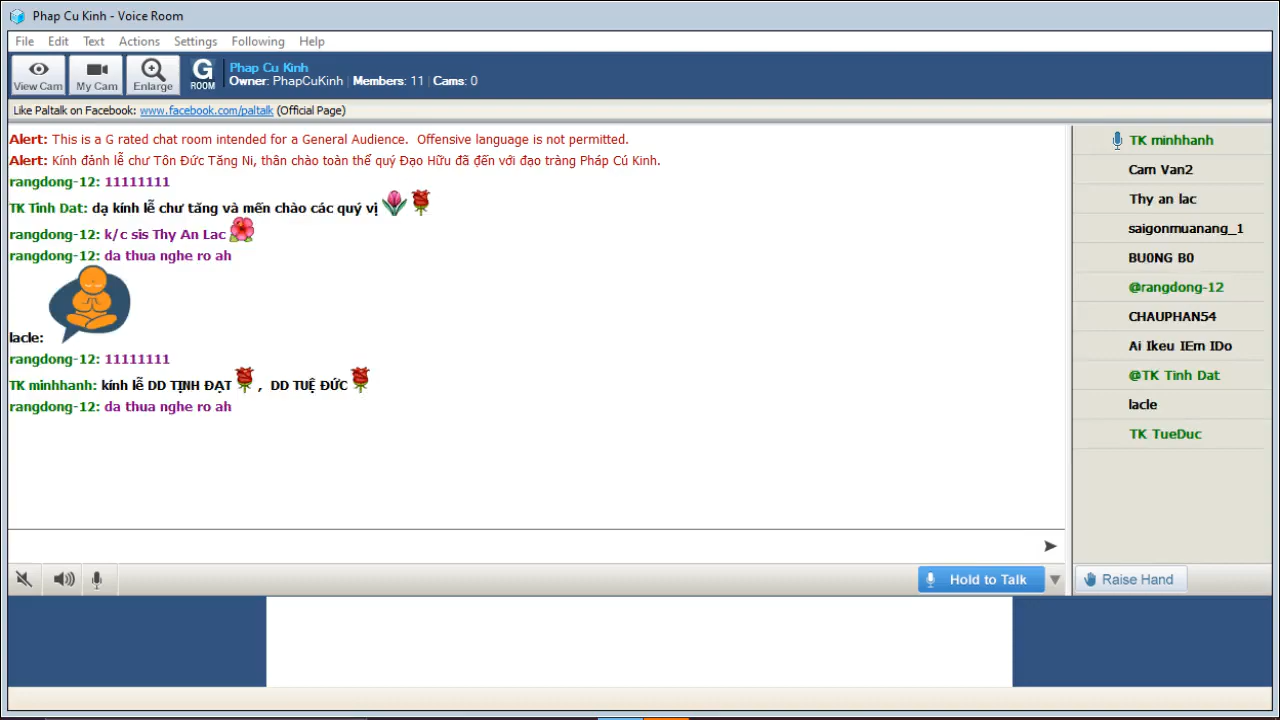 Phap Cu Kinh - Voice Room
File Edit Text Actions Settings Following Help
View Cam My Cam Enlarge G ROOM
Phap Cu Kinh
Owner: PhapCuKinh | Members: 11 | Cams: 0
Like Paltalk on Facebook: www.facebook.com/paltalk (Official Page)
Alert: This is a G rated chat room intended for a General Audience. Offensive language is not permitted.
Alert: Kính đảnh lễ chư Tôn Đức Tăng Ni, thân chào toàn thể quý Đạo Hữu đã đến với đạo tràng Pháp Cú Kinh.
rangdong-12: 11111111
TK Tinh Dat: dạ kính lễ chư tăng và mến chào các quý vị
rangdong-12: k/c sis Thy An Lac
rangdong-12: da thua nghe ro ah
lacle:
rangdong-12: 11111111
TK minhhanh: kính lễ DD TỊNH ĐẠT , DD TUỆ ĐỨC
rangdong-12: da thua nghe ro ah
TK minhhanh
Cam Van2
Thy an lac
saigonmuanang_1
BU0NG B0
@rangdong-12
CHAUPHAN54
Ai Ikeu IEm IDo
@TK Tinh Dat
lacle
TK TueDuc
Hold to Talk
Raise Hand